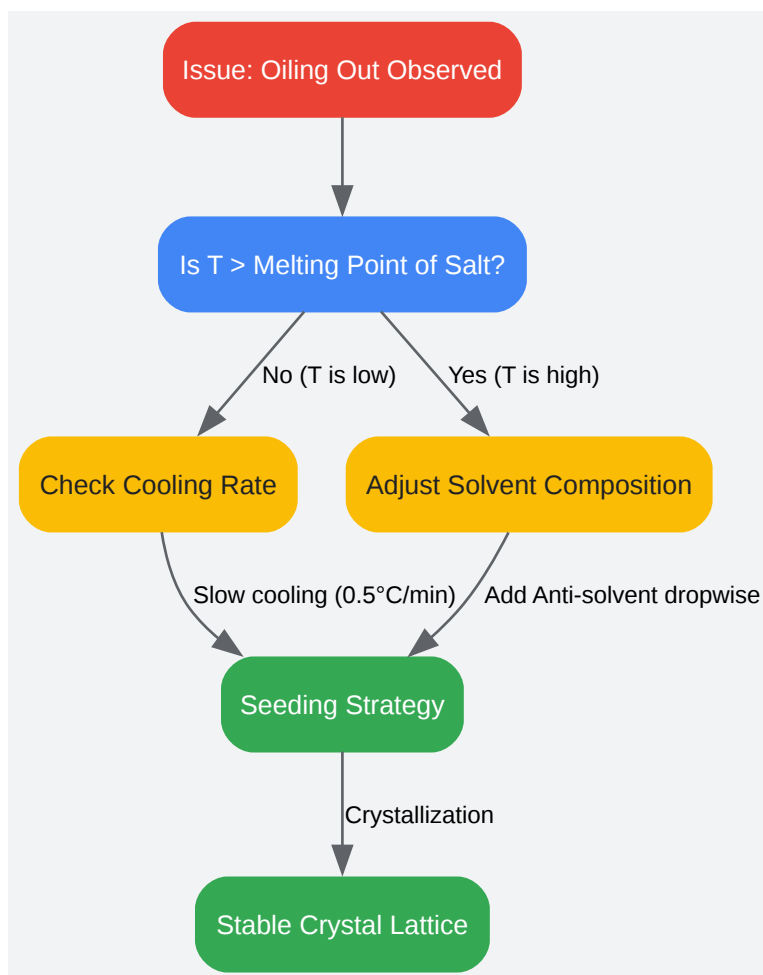 Issue: Oiling Out Observed
Is T > Melting Point of Salt?
No (T is low)
Yes (T is high)
Check Cooling Rate
Adjust Solvent Composition
Slow cooling (0.5°C/min)
Add Anti-solvent dropwise
Seeding Strategy
Crystallization
Stable Crystal Lattice